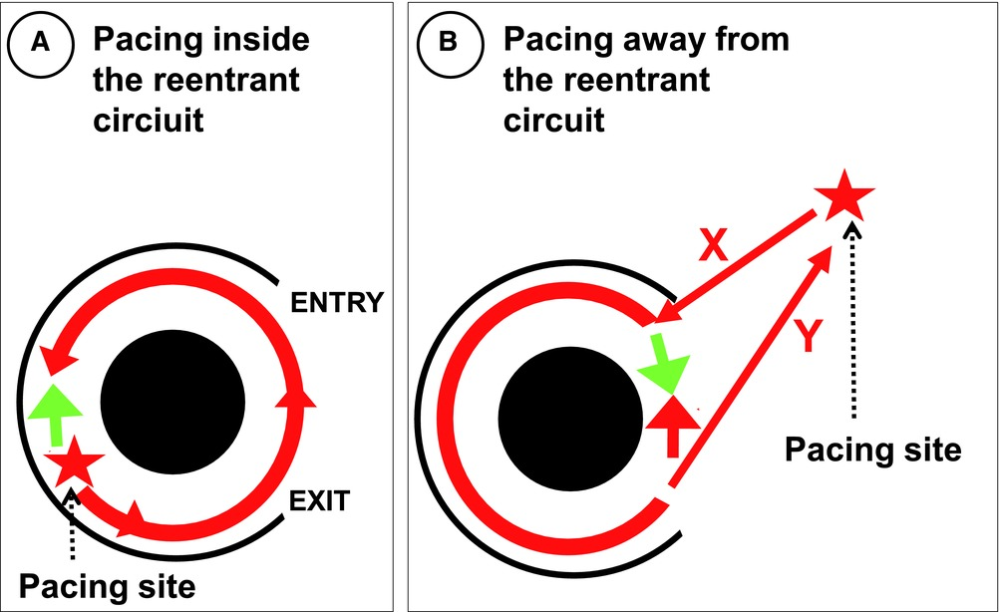 A
Pacing inside
the reentrant
circiuit
ENTRY
EXIT
Pacing site
B
Pacing away from
the reentrant
circuit
X
Y
Pacing site